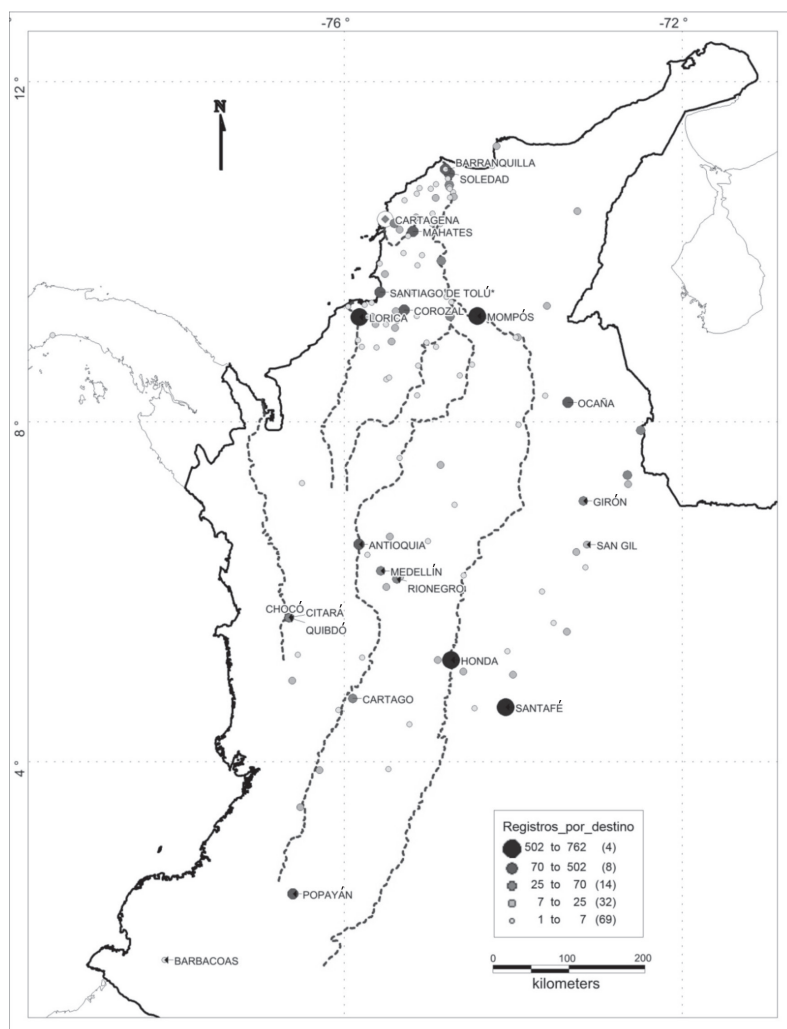 -76
-72
12°
N
BARRANQUILLA
SOLEDAD
CARTAGENA
MAHATES
SANTIAGO DE TOLÚ*
COROZAL
LORICA
MOMPÓS
OCAÑA
8°
GIRÓN
ANTIOQUIA
SAN GIL
MEDELLÍN
RIONEGRO
CHOCÓ CITARÁ
QUIBDÓ
HONDA
CARTAGO
SANTAFÉ
4°
POPAYÁN
BARBACOAS
Registros_por_destino
502 to 762 (4)
70 to 502 (8)
25 to 70 (14)
7 to 25 (32)
1 to 7 (69)
0 100 200
kilometers